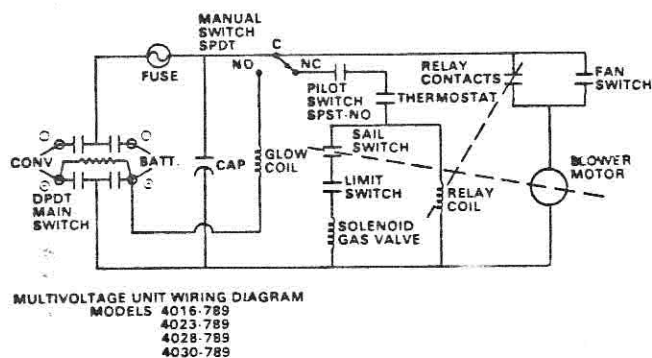 MANUAL
SWITCH
SPDT
C
NO
NC
FUSE
PILOT
SWITCH
SPST-NO
THERMOSTAT
RELAY
CONTACTS
FAN
SWITCH
CONV
BATT.
DPDT
MAIN
SWITCH
CAP
GLOW
COIL
SAIL
SWITCH
LIMIT
SWITCH
SOLENOID
GAS VALVE
RELAY
COIL
BLOWER
MOTOR
MULTIVOLTAGE UNIT WIRING DIAGRAM
MODELS 4016-789
4023-789
4028-789
4030-789